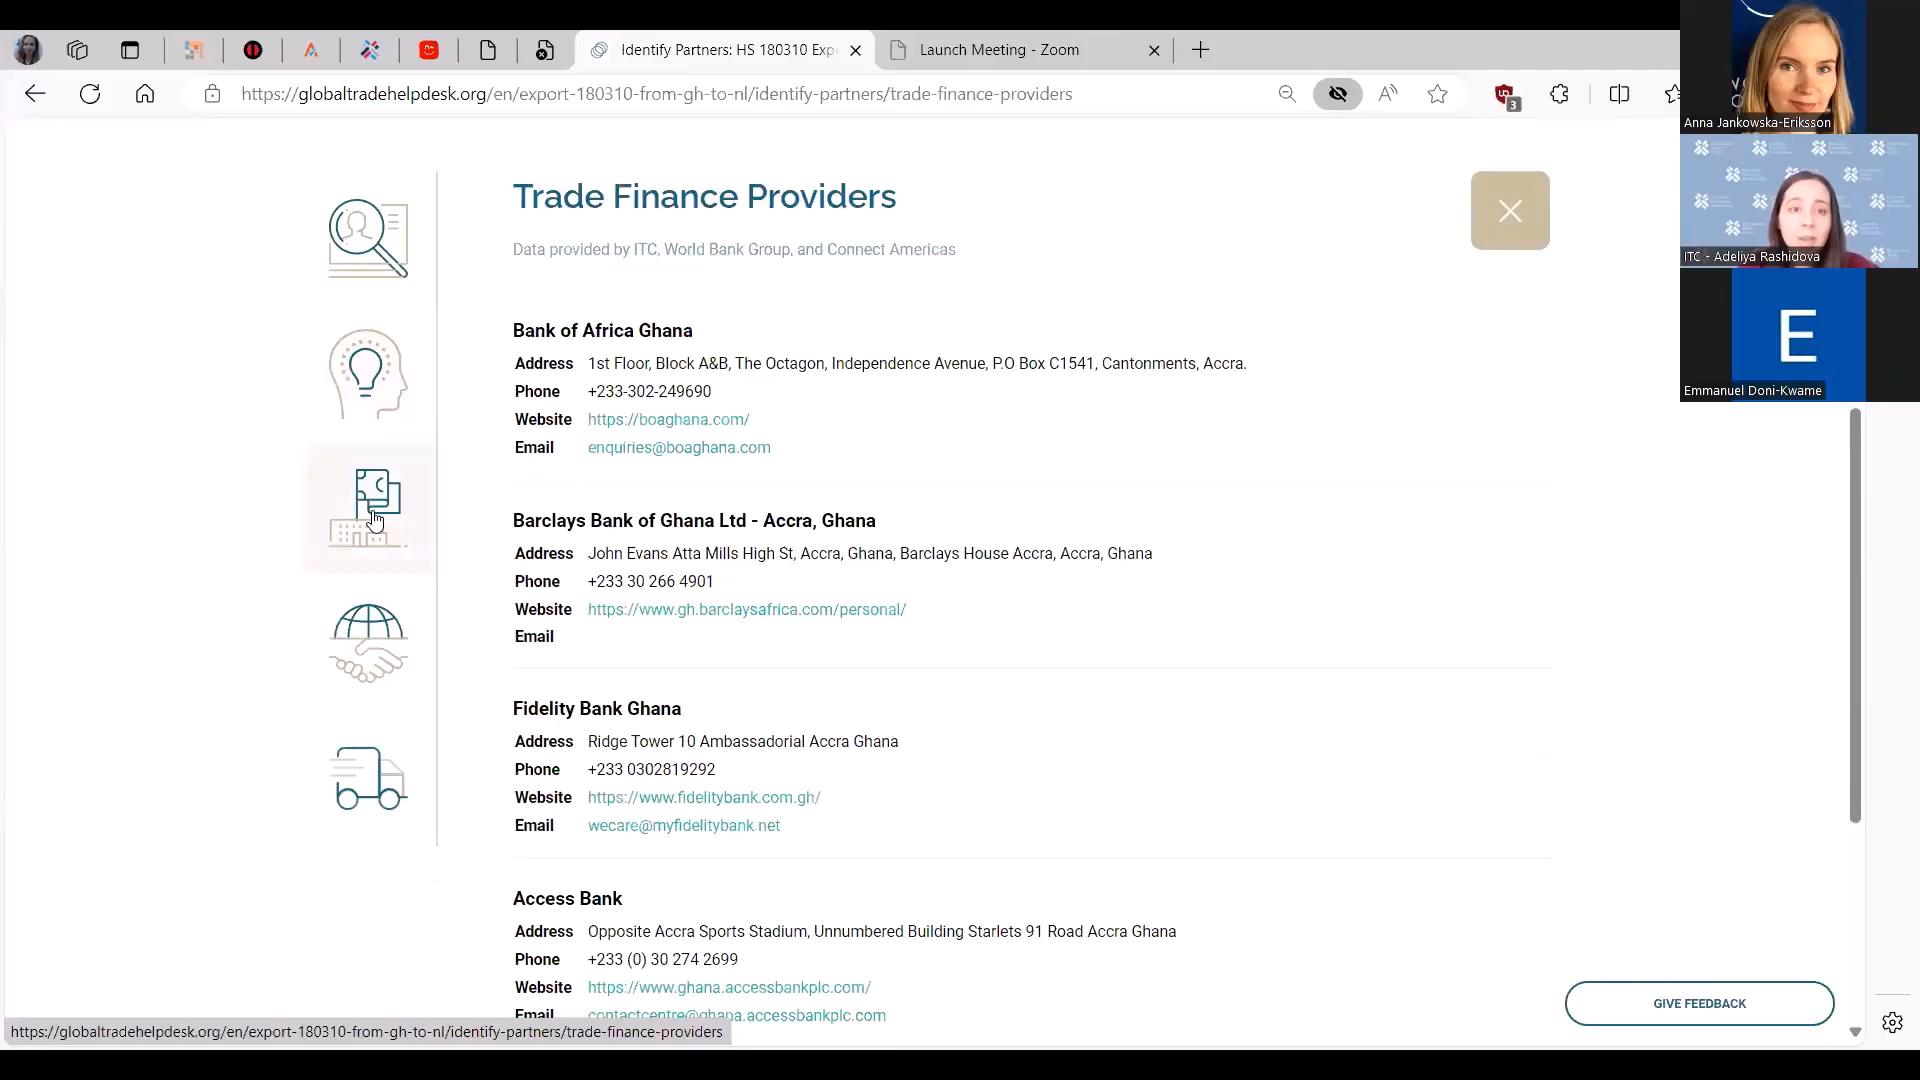 Identify Partners: HS 180310 Exp
Launch Meeting - Zoom
https://globaltradehelpdesk.org/en/export-180310-from-gh-to-nl/identify-partners/trade-finance-providers
3
Anna Jankowska-Eriksson
ITC - Adeliya Rashidova
E
Emmanuel Doni-Kwame
Trade Finance Providers
Data provided by ITC, World Bank Group, and Connect Americas
Bank of Africa Ghana
Address 1st Floor, Block A&B, The Octagon, Independence Avenue, P.O Box C1541, Cantonments, Accra.
Phone +233-302-249690
Website https://boaghana.com/
Email enquiries@boaghana.com
Barclays Bank of Ghana Ltd - Accra, Ghana
Address John Evans Atta Mills High St, Accra, Ghana, Barclays House Accra, Accra, Ghana
Phone +233 30 266 4901
Website https://www.gh.barclaysafrica.com/personal/
Email
Fidelity Bank Ghana
Address Ridge Tower 10 Ambassadorial Accra Ghana
Phone +233 0302819292
Website https://www.fidelitybank.com.gh/
Email wecare@myfidelitybank.net
Access Bank
Address Opposite Accra Sports Stadium, Unnumbered Building Starlets 91 Road Accra Ghana
Phone +233 (0) 30 274 2699
Website https://www.ghana.accessbankplc.com/
Email contactcentre@ghana.accessbankplc.com
GIVE FEEDBACK
https://globaltradehelpdesk.org/en/export-180310-from-gh-to-nl/identify-partners/trade-finance-providers